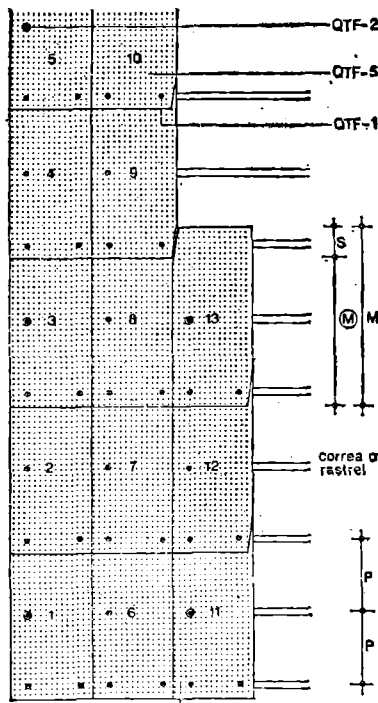 QTF-2
5 10
QTF-5
QTF-1
4 9
S
3 8 13
M M
2 7 12
correa o
rastrel
P
1 6 11
P